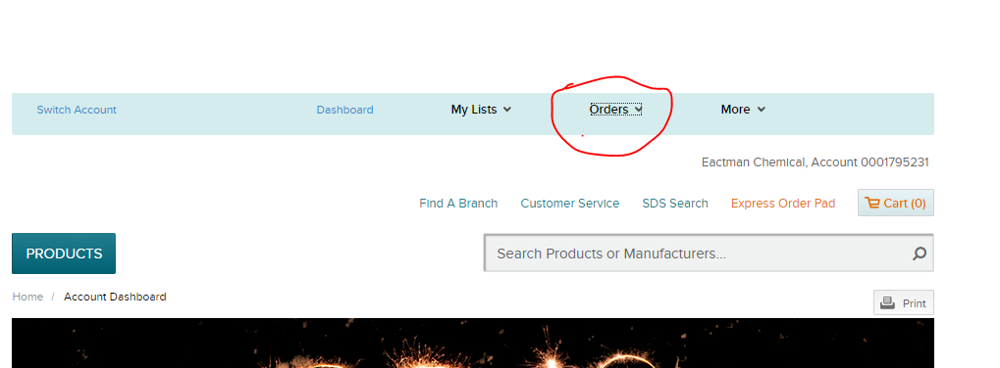 Switch Account Dashboard My Lists Orders More
Eactman Chemical, Account 0001795231
Find A Branch Customer Service SDS Search Express Order Pad Cart (0)
PRODUCTS Search Products or Manufacturers...
Home / Account Dashboard Print